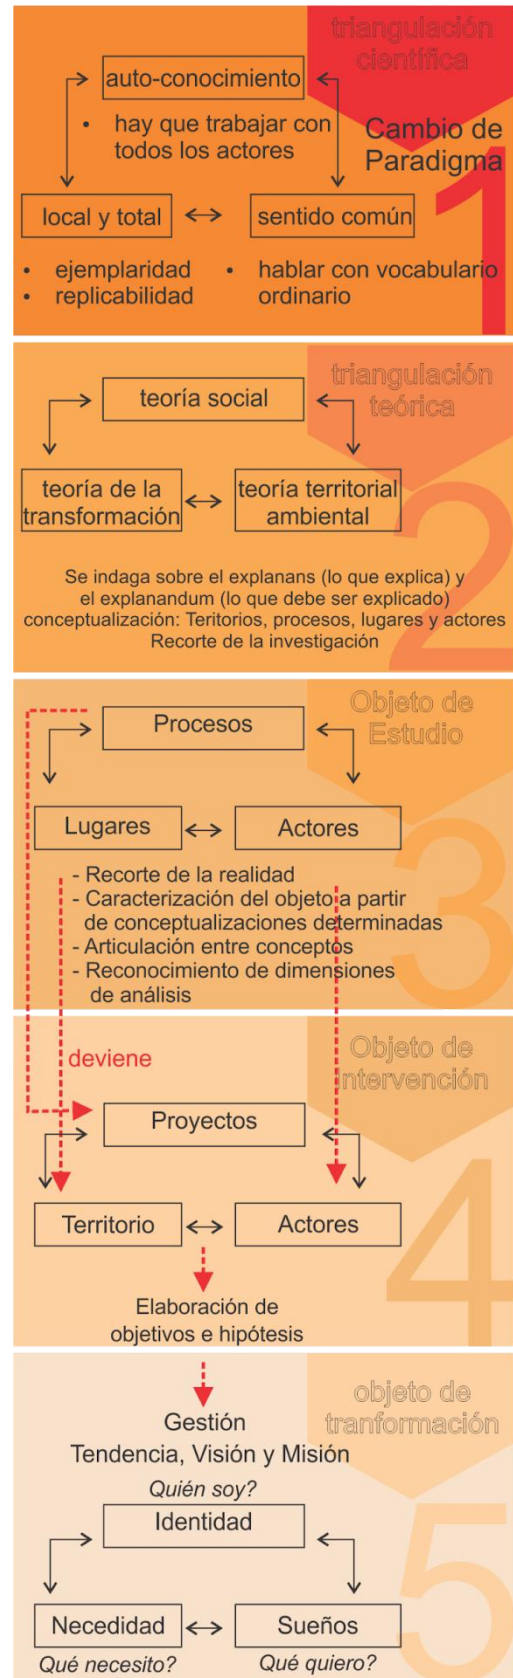 triangulación
científica
auto-conocimiento
• hay que trabajar con
todos los actores
Cambio de
Paradigma
1
local y total
sentido común
• ejemplaridad
• replicabilidad
• hablar con vocabulario
ordinario
triangulación
teórica
teoría social
teoría de la
transformación
teoría territorial
ambiental
2
Se indaga sobre el explanans (lo que explica) y
el explanandum (lo que debe ser explicado)
conceptualización: Teritorios, procesos, lugares y actores
Recorte de la investigación
Objeto de
Estudio
Procesos
Lugares
Actores
3
- Recorte de la realidad
- Caracterización del objeto a partir
de conceptualizaciones determinadas
- Articulación entre conceptos
- Reconocimiento de dimensiones
de análisis
Objeto de
Intervención
deviene
Proyectos
Territorio
Actores
4
Elaboración de
objetivos e hipótesis
objeto de
tranformación
Gestión
Tendencia, Visión y Misión
Quién soy?
Identidad
5
Necedidad
Sueños
Qué necesito?
Qué quiero?